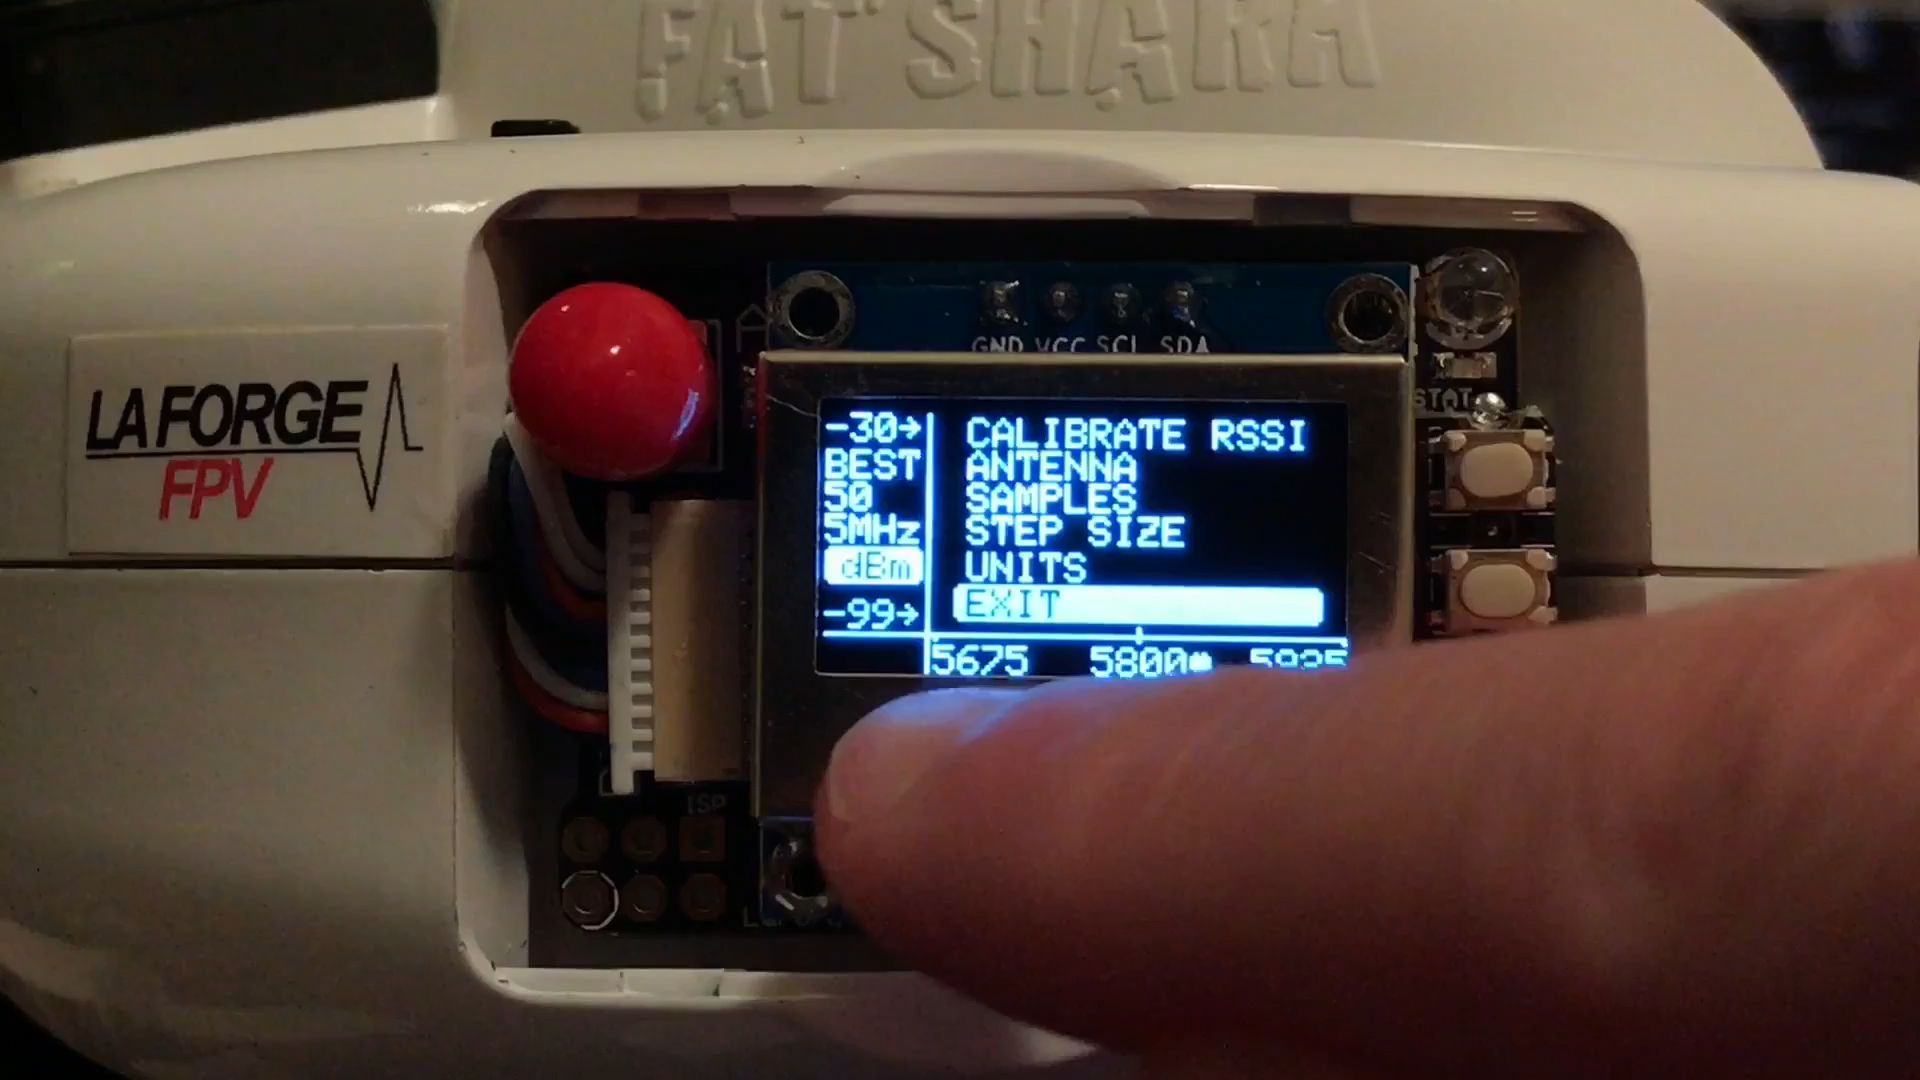 FAT SHARK
LA FORGE
FPV
GND VCC SCL SDA
STAT
-30→ CALIBRATE RSSI
BEST ANTENNA
50 SAMPLES
5MHz STEP SIZE
dBm UNITS
EXIT
-99→
5675 5800 5925
ISP